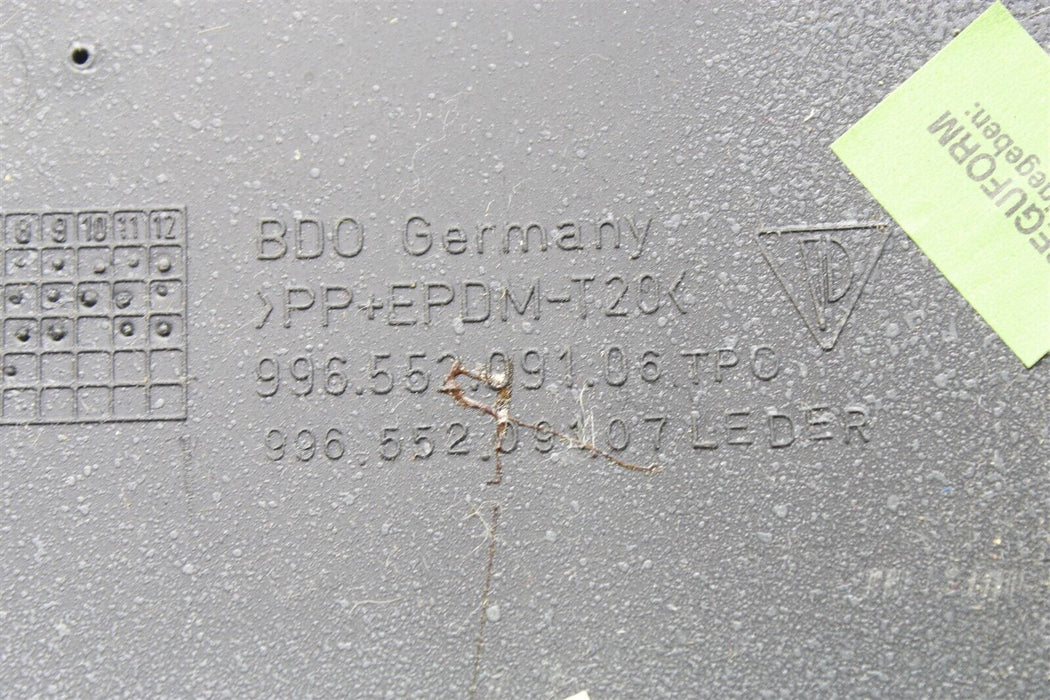 8 9 10 11 12
BDO Germany
>PP+EPDM-T20<
996.552.091.06 TPO
996.552.091.07 LEDER
EGUFORM
gegeben: